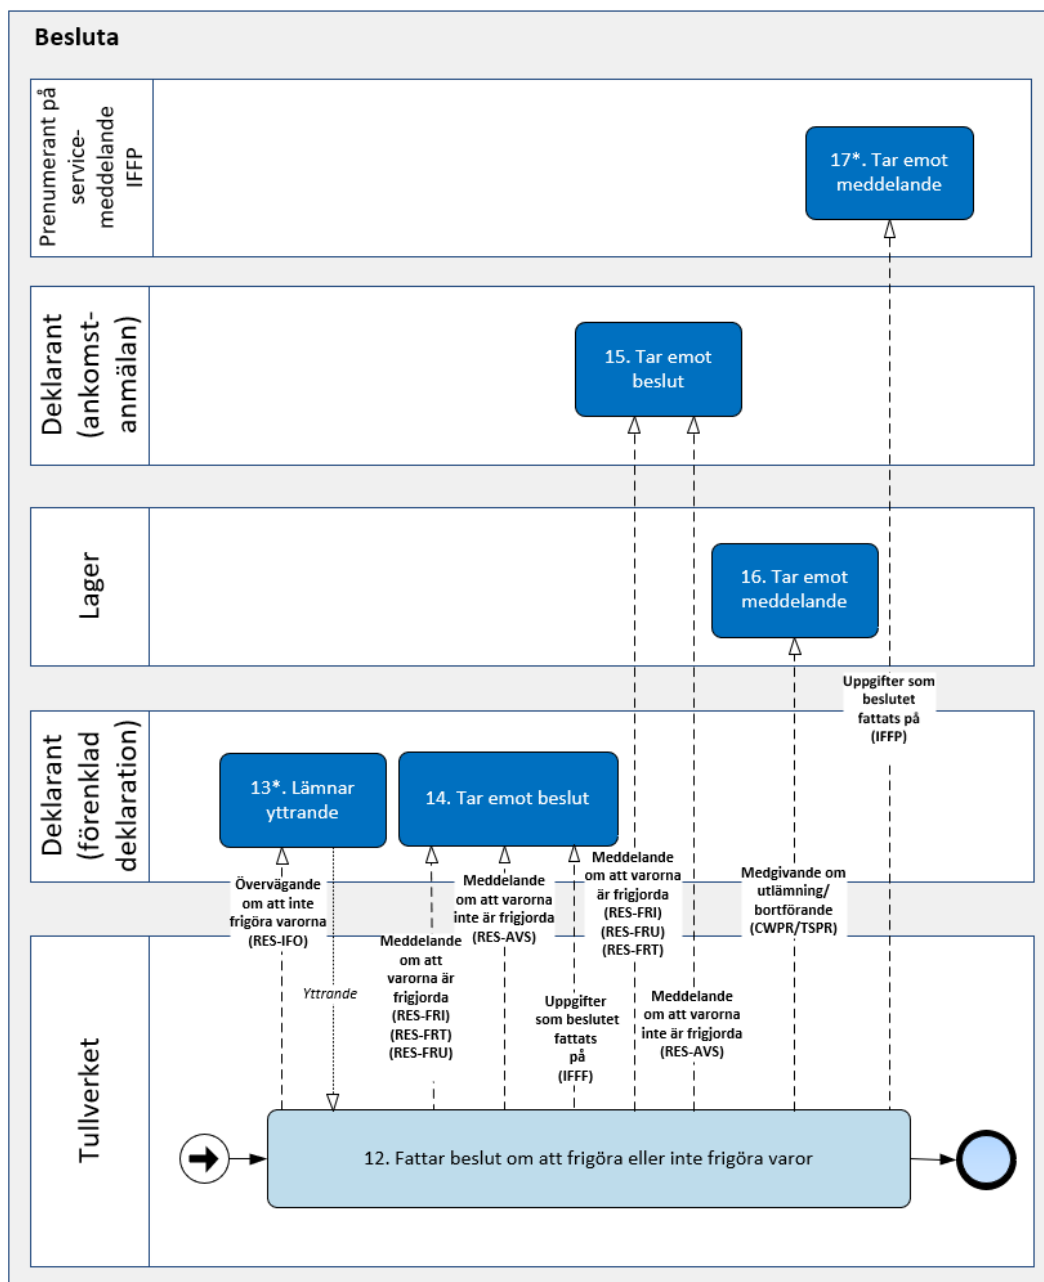 Besluta
Prenumerant på
service-
meddelande
IFFP
17*. Tar emot
meddelande
Deklarant
(ankomst-
anmälan)
15. Tar emot
beslut
Lager
16. Tar emot
meddelande
Uppgifter som
beslutet
fattats på
(IFFP)
Deklarant
(förenklad
deklaration)
13*. Lämnar
yttrande
14. Tar emot beslut
Övervägande
om att inte
frigöra varorna
(RES-IFO)
Meddelande
om att varorna
inte är frigjorda
(RES-AVS)
Meddelande
om att varorna
är frigjorda
(RES-FRI)
(RES-FRU)
(RES-FRT)
Medgivande om
utlämning/
bortförande
(CWPR/TSPR)
Tullverket
Yttrande
Meddelande
om att
varorna är
frigjorda
(RES-FRI)
(RES-FRT)
(RES-FRU)
Uppgifter
som beslutet
fattats
på
(IFFF)
Meddelande
om att varorna
inte är frigjorda
(RES-AVS)
12. Fattar beslut om att frigöra eller inte frigöra varor